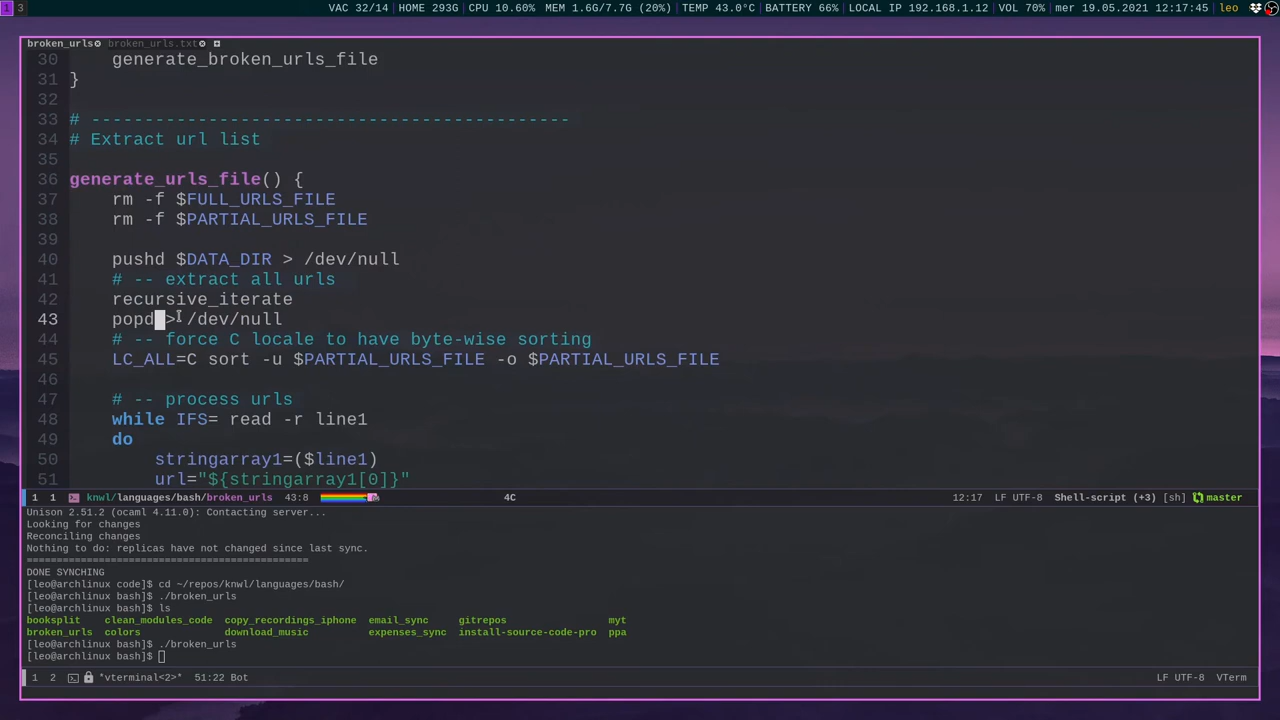 1 3 VAC 32/14 | HOME 293G | CPU 10.60% MEM 1.6G/7.7G (20%) | TEMP 43.0°C | BATTERY 66% | LOCAL IP 192.168.1.12 | VOL 70% | mer 19.05.2021 12:17:45 | leo
broken_urls broken_urls.txt
30 generate_broken_urls_file
31 }
32
33 # ---------------------------------------------
34 # Extract url list
35
36 generate_urls_file() {
37 rm -f $FULL_URLS_FILE
38 rm -f $PARTIAL_URLS_FILE
39
40 pushd $DATA_DIR > /dev/null
41 # -- extract all urls
42 recursive_iterate
43 popd > /dev/null
44 # -- force C locale to have byte-wise sorting
45 LC_ALL=C sort -u $PARTIAL_URLS_FILE -o $PARTIAL_URLS_FILE
46
47 # -- process urls
48 while IFS= read -r line1
49 do
50 stringarray1=($line1)
51 url="${stringarray1[0]}"
1 1 knwl/languages/bash/broken_urls 43:8 4C 12:17 LF UTF-8 Shell-script (+3) [sh] master
Unison 2.51.2 (ocaml 4.11.0): Contacting server...
Looking for changes
Reconciling changes
Nothing to do: replicas have not changed since last sync.
===============================================
DONE SYNCHING
[leo@archlinux code]$ cd ~/repos/knwl/languages/bash/
[leo@archlinux bash]$ ./broken_urls
[leo@archlinux bash]$ ls
booksplit clean_modules_code copy_recordings_iphone email_sync gitrepos myt
broken_urls colors download_music expenses_sync install-source-code-pro ppa
[leo@archlinux bash]$ ./broken_urls
[leo@archlinux bash]$
1 2 *vterminal<2>* 51:22 Bot LF UTF-8 VTerm